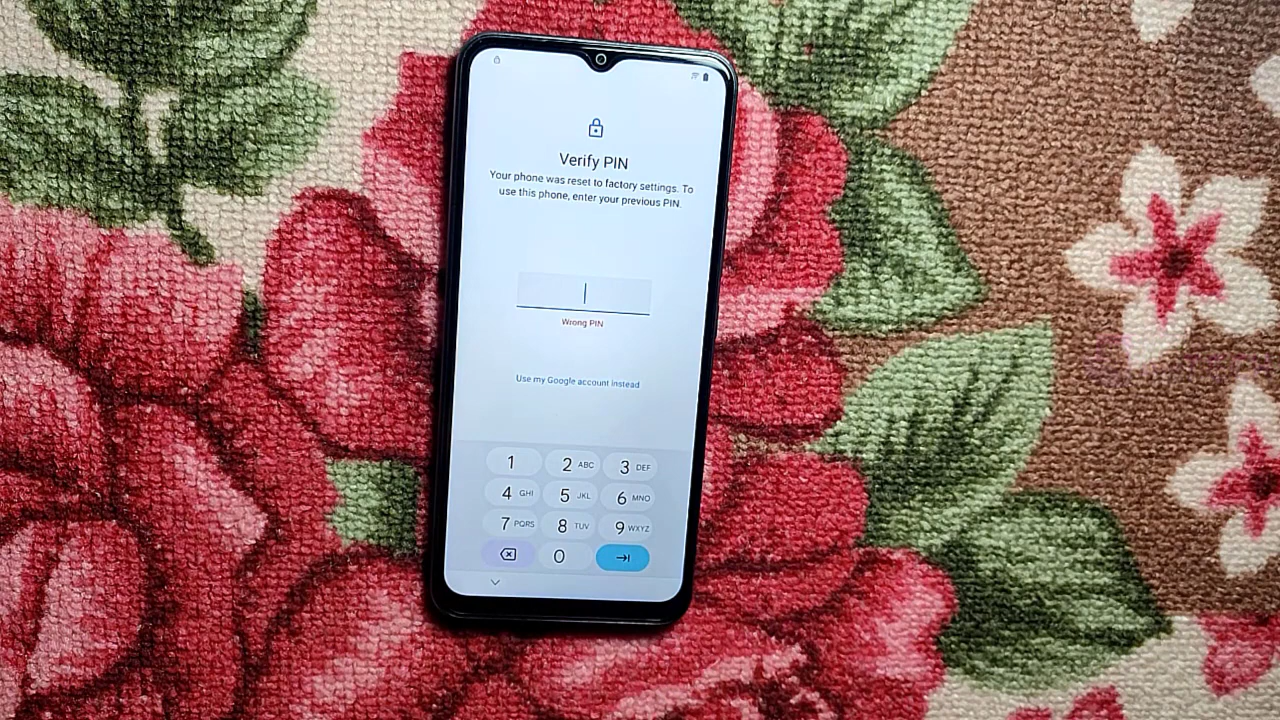 Verify PIN
Your phone was reset to factory settings. To
use this phone, enter your previous PIN.
Wrong PIN
Use my Google account instead
1 2 ABC 3 DEF
4 GHI 5 JKL 6 MNO
7 PQRS 8 TUV 9 WXYZ
0